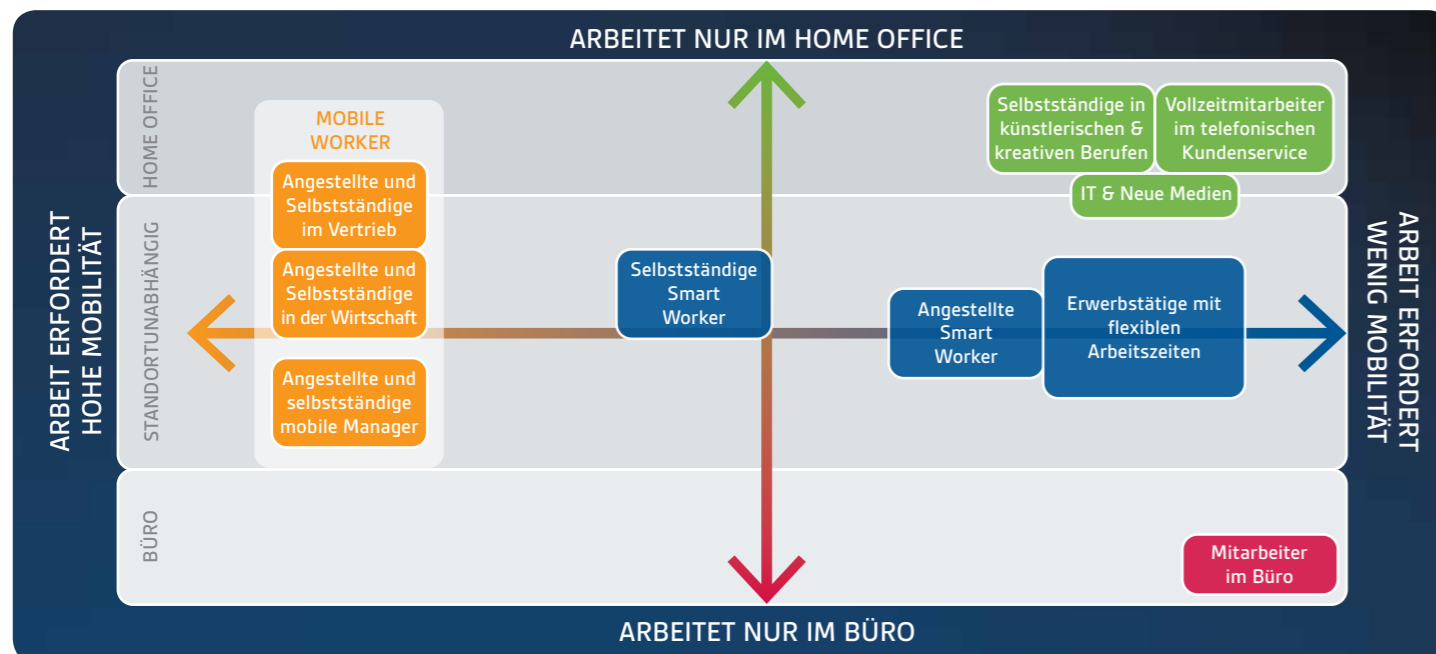 ARBEITET NUR IM HOME OFFICE
HOME OFFICE
MOBILE
WORKER
Angestellte und
Selbstständige
im Vertrieb
Selbstständige in
künstlerischen &
kreativen Berufen
Vollzeitmitarbeiter
im telefonischen
Kundenservice
IT & Neue Medien
ARBEIT ERFORDERT
HOHE MOBILITÄT
STANDORTUNABHÄNGIG
Angestellte und
Selbstständige
in der Wirtschaft
Angestellte und
selbstständige
mobile Manager
Selbstständige
Smart
Worker
Angestellte
Smart
Worker
Erwerbstätige mit
flexiblen
Arbeitszeiten
ARBEIT ERFORDERT
WENIG MOBILITÄT
BÜRO
Mitarbeiter
im Büro
ARBEITET NUR IM BÜRO